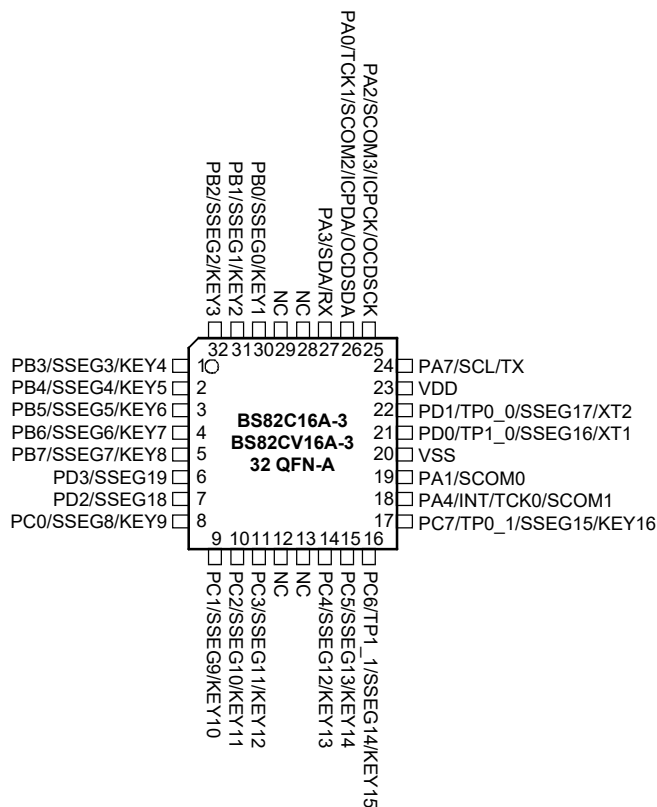 PB2/SSEG2/KEY3
PB1/SSEG1/KEY2
PB0/SSEG0/KEY1
NC
NC
PA3/SDA/RX
PA0/TCK1/SCOM2/ICPDA/OCDSDA
PA2/SCOM3/ICPCK/OCDSCK
32 31 30 29 28 27 26 25
PB3/SSEG3/KEY4 1
PB4/SSEG4/KEY5 2
PB5/SSEG5/KEY6 3
PB6/SSEG6/KEY7 4
PB7/SSEG7/KEY8 5
PD3/SSEG19 6
PD2/SSEG18 7
PC0/SSEG8/KEY9 8
BS82C16A-3
BS82CV16A-3
32 QFN-A
24 PA7/SCL/TX
23 VDD
22 PD1/TP0_0/SSEG17/XT2
21 PD0/TP1_0/SSEG16/XT1
20 VSS
19 PA1/SCOM0
18 PA4/INT/TCK0/SCOM1
17 PC7/TP0_1/SSEG15/KEY16
9 10 11 12 13 14 15 16
PC1/SSEG9/KEY10
PC2/SSEG10/KEY11
PC3/SSEG11/KEY12
NC
NC
PC4/SSEG12/KEY13
PC5/SSEG13/KEY14
PC6/TP1_1/SSEG14/KEY15